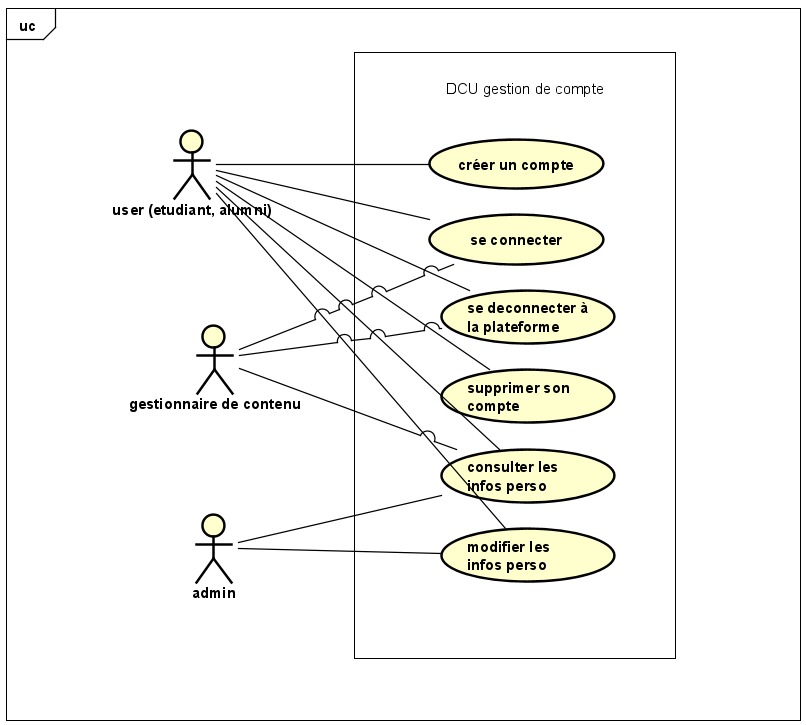 uc
DCU gestion de compte
créer un compte
user (etudiant, alumni)
se connecter
se deconnecter à
la plateforme
gestionnaire de contenu
supprimer son
compte
consulter les
infos perso
modifier les
infos perso
admin